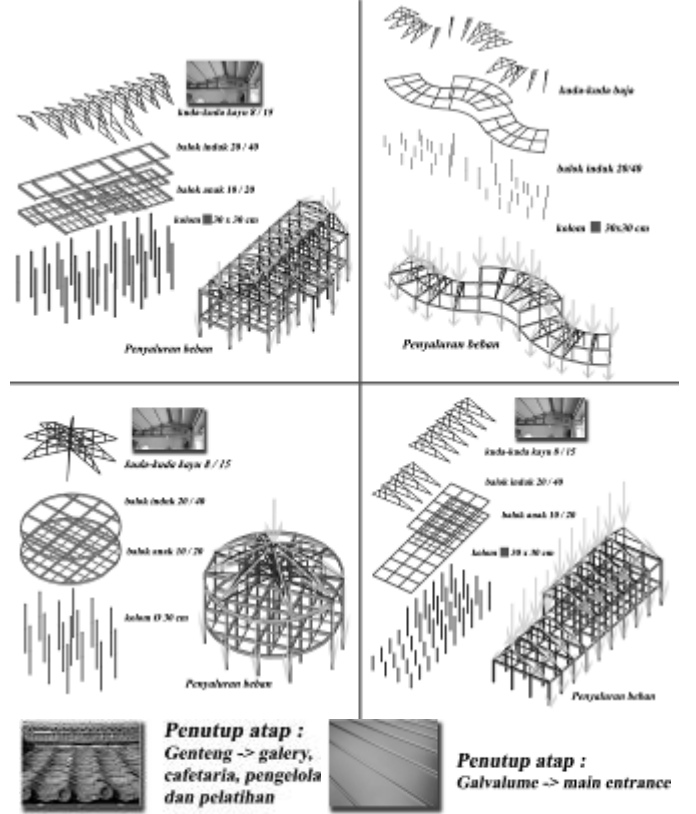 kuda-kuda kayu 8 / 15
balok induk 20 / 40
balok anak 10 / 20
kolom 30 x 30 cm
Penyaluran beban
kuda-kuda baja
balok induk 20/40
kolom 30x30 cm
Penyaluran beban
kuda-kuda kayu 8 / 15
balok induk 20 / 40
balok anak 10 / 20
kolom Ø 30 cm
Penyaluran beban
kuda-kuda kayu 8 / 15
balok induk 20 / 40
balok anak 10 / 20
kolom 30 x 30 cm
Penyaluran beban
Penutup atap :
Genteng -> galery,
cafetaria, pengelola
dan pelatihan
Penutup atap :
Galvalume -> main entrance